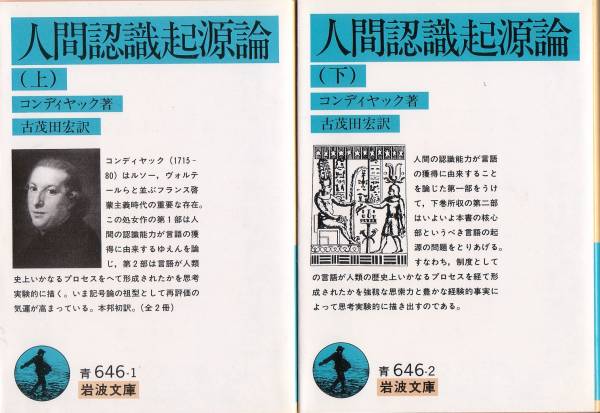 人間認識起源論
(上)
コンディヤック著
古茂田宏訳
コンディヤック (1715-
80) はルソー，ヴォルテ
ールらと並ぶフランス啓
蒙主義時代の重要な存在。
この処女作の第1部は人
間の認識能力が言語の獲
得に由来するゆえんを論
じ，第2部は言語が人類
史上いかなるプロセスをへて形成されたかを思考
実験的に描く。いま記号論の祖型として再評価の
気運が高まっている。本邦初訳。(全2冊)
青 646-1
岩波文庫
人間認識起源論
(下)
コンディヤック著
古茂田宏訳
人間の認識能力が言語
の獲得に由来すること
を論じた第一部をうけ
て，下巻所収の第二部
はいよいよ本書の核心
部というべき言語の起
源の問題をとりあげる。
すなわち，制度として
の言語が人類の歴史上いかなるプロセスを経て形
成されたかを強靱な思索力と豊かな経験的事実に
よって思考実験的に描き出すのである。
青 646-2
岩波文庫